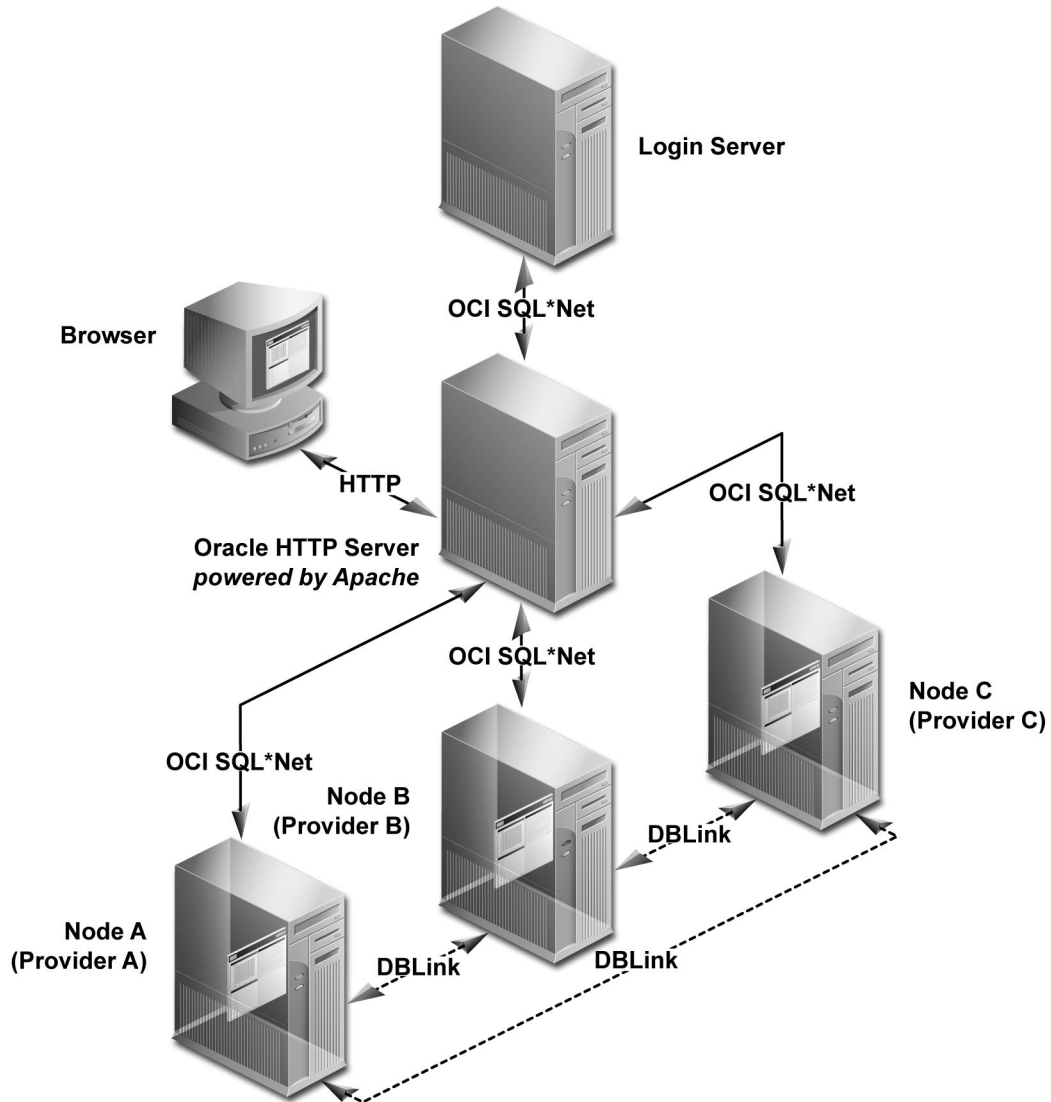 Login Server
OCI SQL*Net
Browser
HTTP
OCI SQL*Net
Oracle HTTP Server
powered by Apache
OCI SQL*Net
Node C
(Provider C)
OCI SQL*Net
Node B
(Provider B)
DBLink
Node A
(Provider A)
DBLink
DBLink